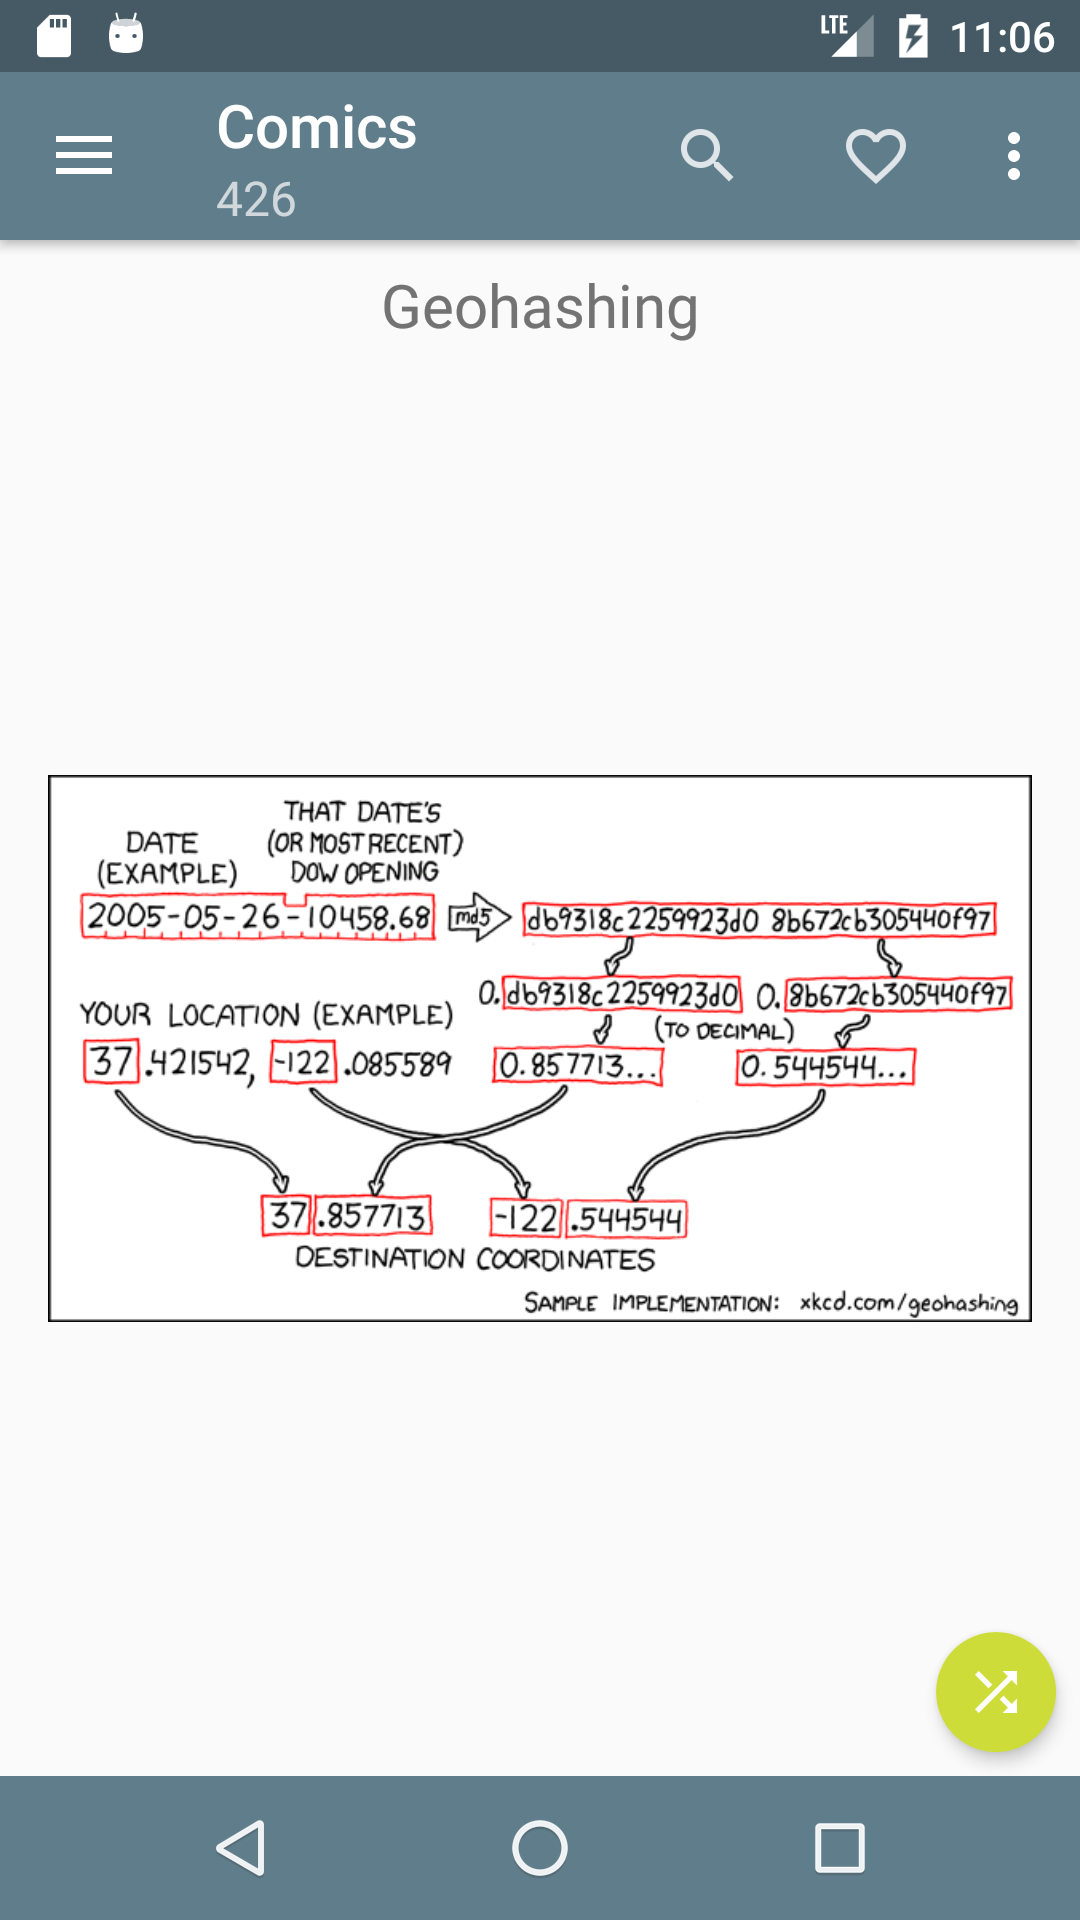 LTE 11:06
Comics
426
Geohashing
DATE
(EXAMPLE)
THAT DATE'S
(OR MOST RECENT)
DOW OPENING
2005-05-26-10458.68
md5
db9318c2259923d0 8b672cb305440f97
0.db9318c2259923d0 0.8b672cb305440f97
(TO DECIMAL)
0.857713... 0.544544...
YOUR LOCATION (EXAMPLE)
37.421542, -122.085589
37.857713 -122.544544
DESTINATION COORDINATES
SAMPLE IMPLEMENTATION: xkcd.com/geohashing